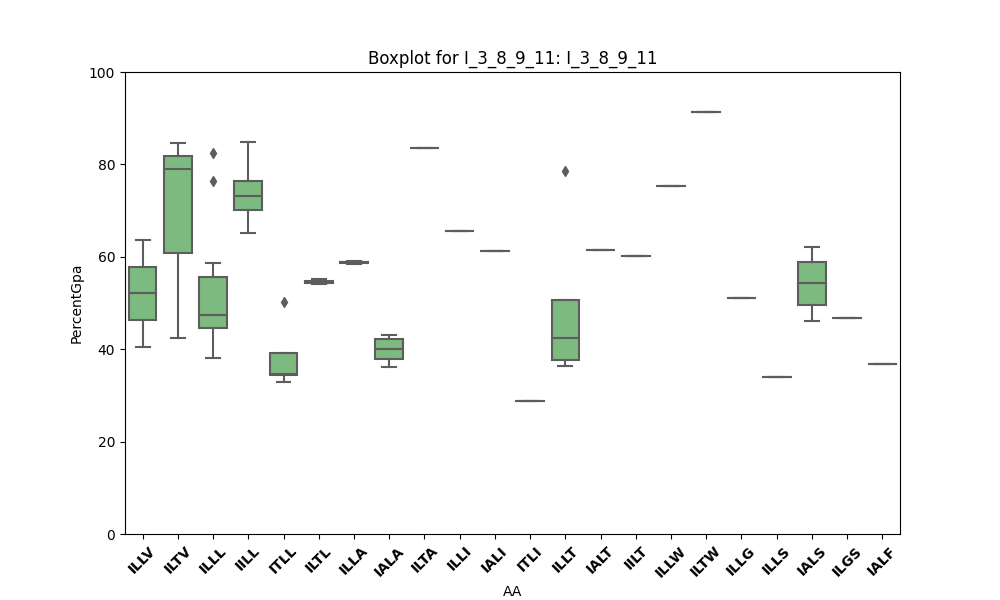 Boxplot for I_3_8_9_11: I_3_8_9_11
100
80
60
40
20
0
PercentGpa
ILLV ILTV ILLL IILL ITLL ILTL ILLA IALA ILTA ILLI IALI ITLI ILLT IALT IILT ILLW ILTW ILLG ILLS IALS ILGS IALF
AA